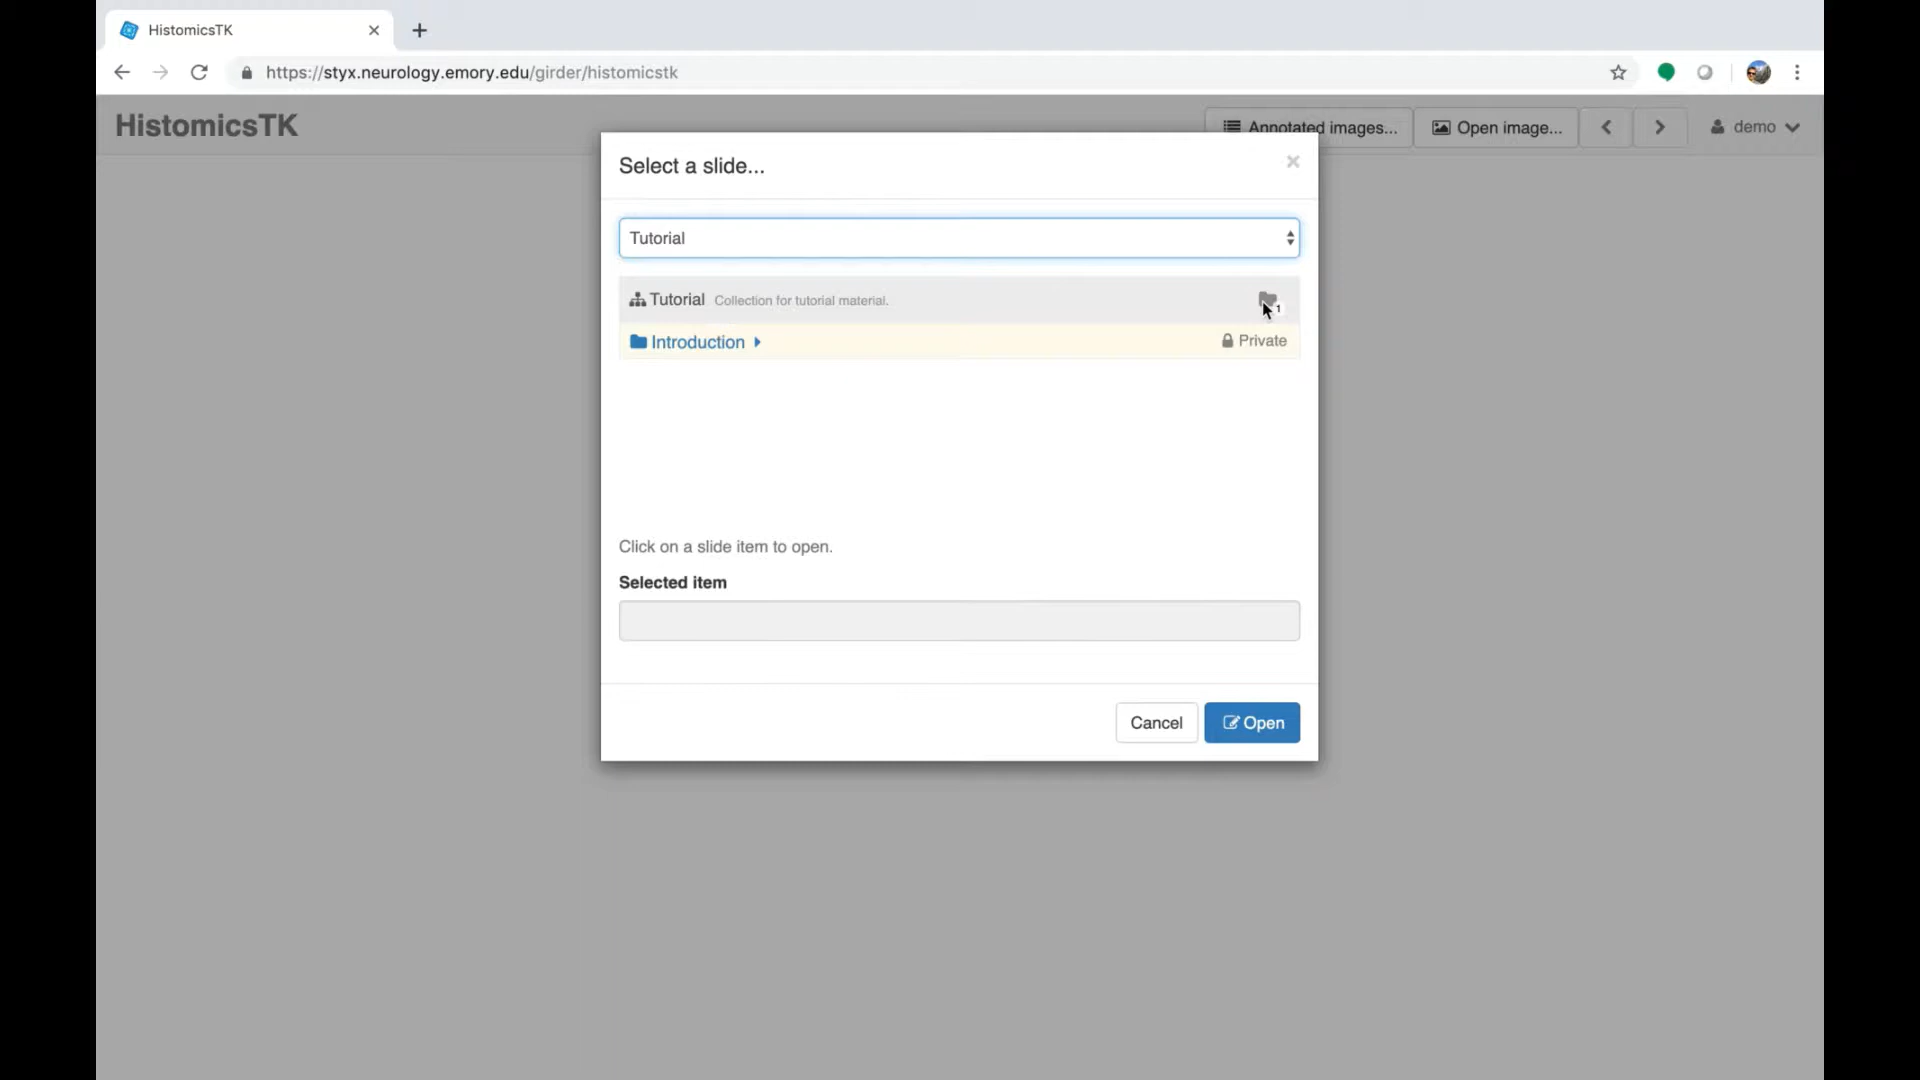 HistomicsTK
https://styx.neurology.emory.edu/girder/histomicstk
HistomicsTK
Annotated images...
Open image...
demo
Select a slide...
Tutorial
Tutorial Collection for tutorial material.
1
Introduction
Private
Click on a slide item to open.
Selected item
Cancel
Open